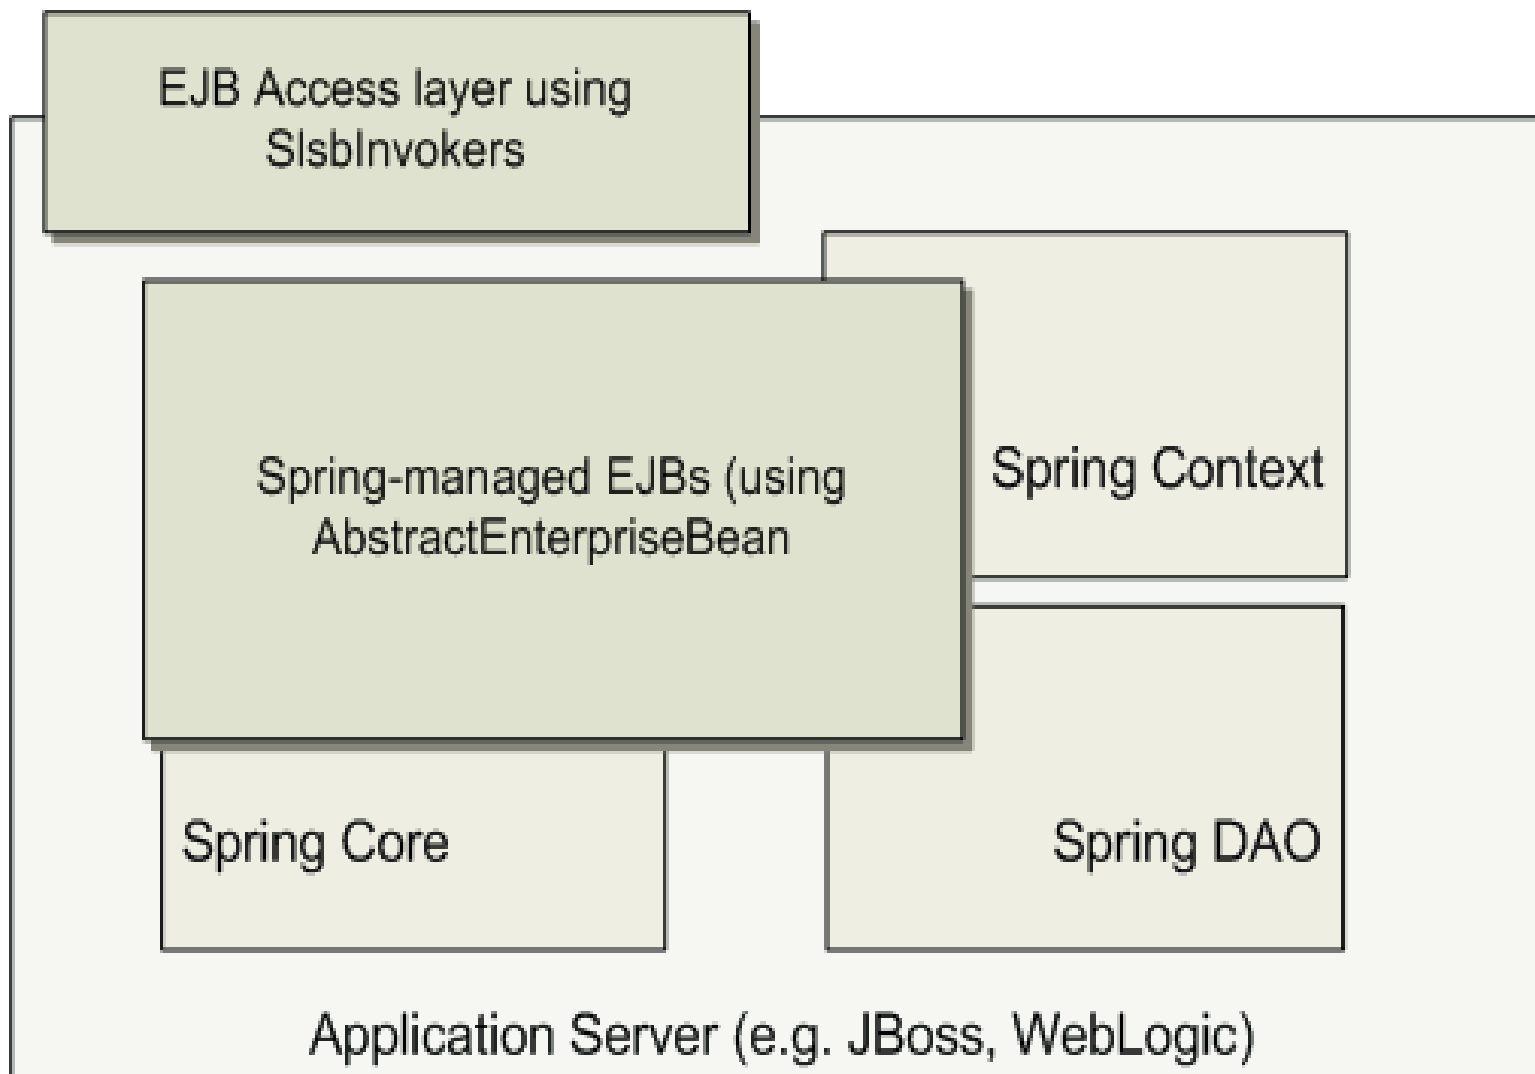 EJB Access layer using
SlsbInvokers
Spring-managed EJBs (using
AbstractEnterpriseBean
Spring Context
Spring Core
Spring DAO
Application Server (e.g. JBoss, WebLogic)